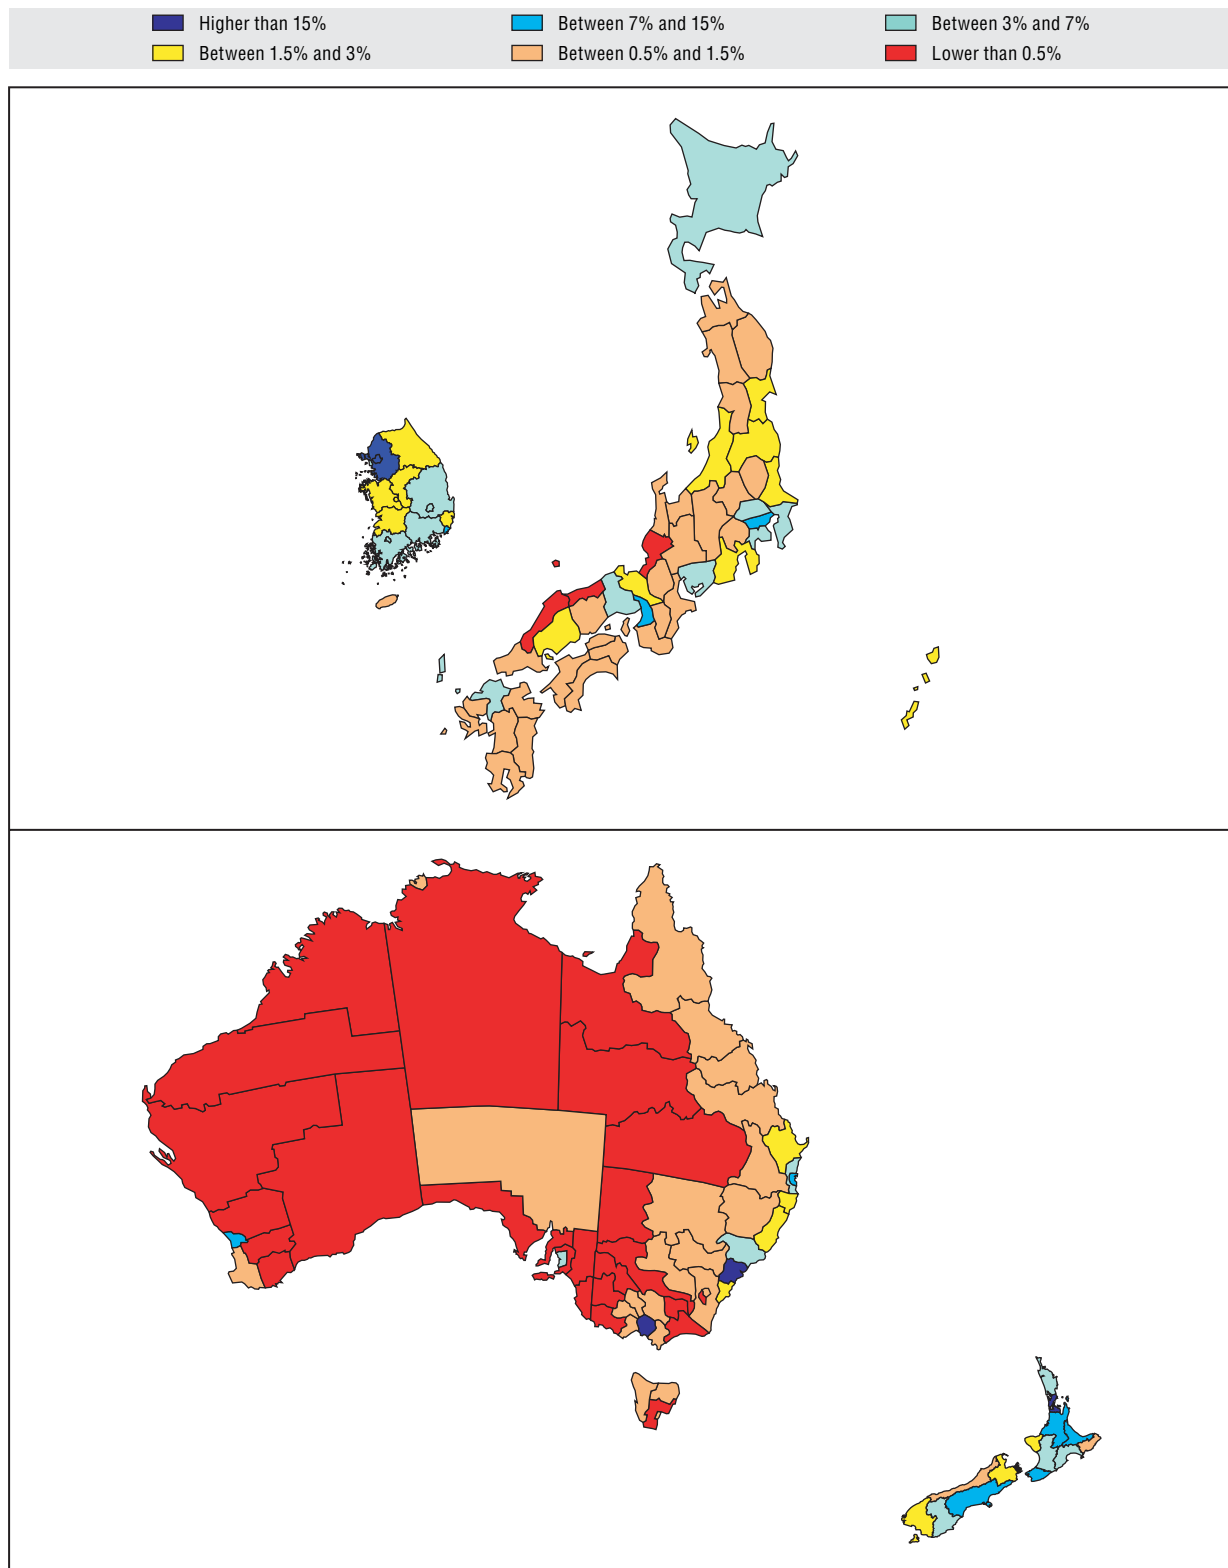 Higher than 15% Between 7% and 15% Between 3% and 7%
Between 1.5% and 3% Between 0.5% and 1.5% Lower than 0.5%